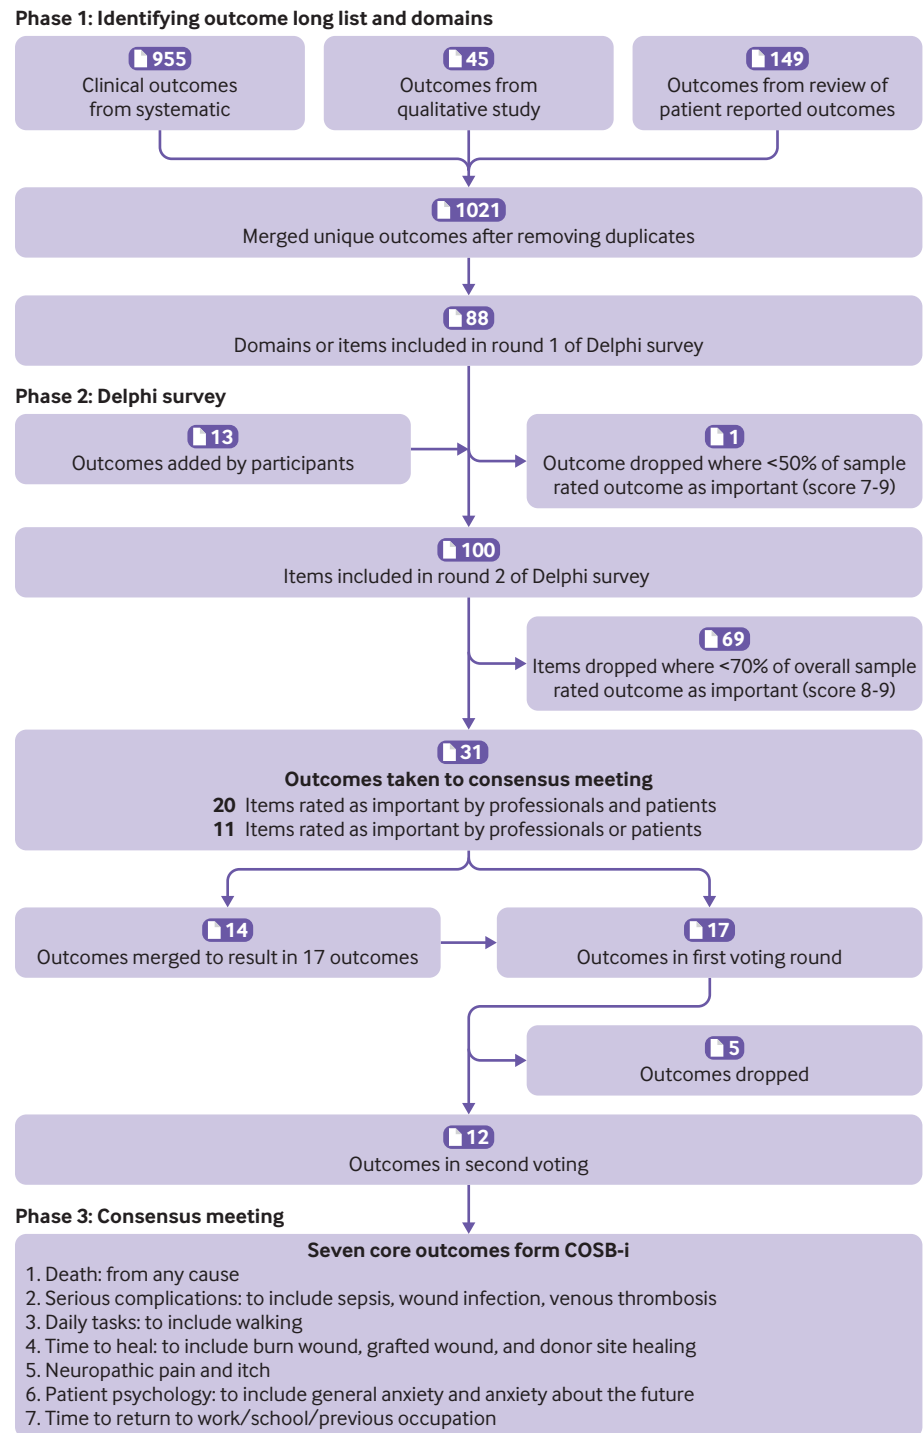 Phase 1: Identifying outcome long list and domains
955
Clinical outcomes
from systematic
45
Outcomes from
qualitative study
149
Outcomes from review of
patient reported outcomes
1021
Merged unique outcomes after removing duplicates
88
Domains or items included in round 1 of Delphi survey
Phase 2: Delphi survey
13
Outcomes added by participants
1
Outcome dropped where <50% of sample
rated outcome as important (score 7-9)
100
Items included in round 2 of Delphi survey
69
Items dropped where <70% of overall sample
rated outcome as important (score 8-9)
31
Outcomes taken to consensus meeting
20 Items rated as important by professionals and patients
11 Items rated as important by professionals or patients
14
Outcomes merged to result in 17 outcomes
17
Outcomes in first voting round
5
Outcomes dropped
12
Outcomes in second voting
Phase 3: Consensus meeting
Seven core outcomes form COSB-i
1. Death: from any cause
2. Serious complications: to include sepsis, wound infection, venous thrombosis
3. Daily tasks: to include walking
4. Time to heal: to include burn wound, grafted wound, and donor site healing
5. Neuropathic pain and itch
6. Patient psychology: to include general anxiety and anxiety about the future
7. Time to return to work/school/previous occupation